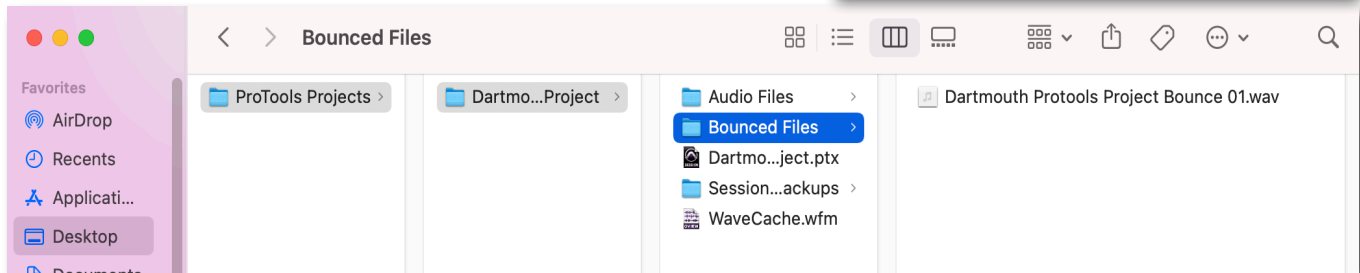 Bounced Files
Favorites
AirDrop
Recents
Applicati...
Desktop
Documents
ProTools Projects
Dartmo...Project
Audio Files
Bounced Files
Dartmo...ject.ptx
Session...ackups
WaveCache.wfm
Dartmouth Protools Project Bounce 01.wav